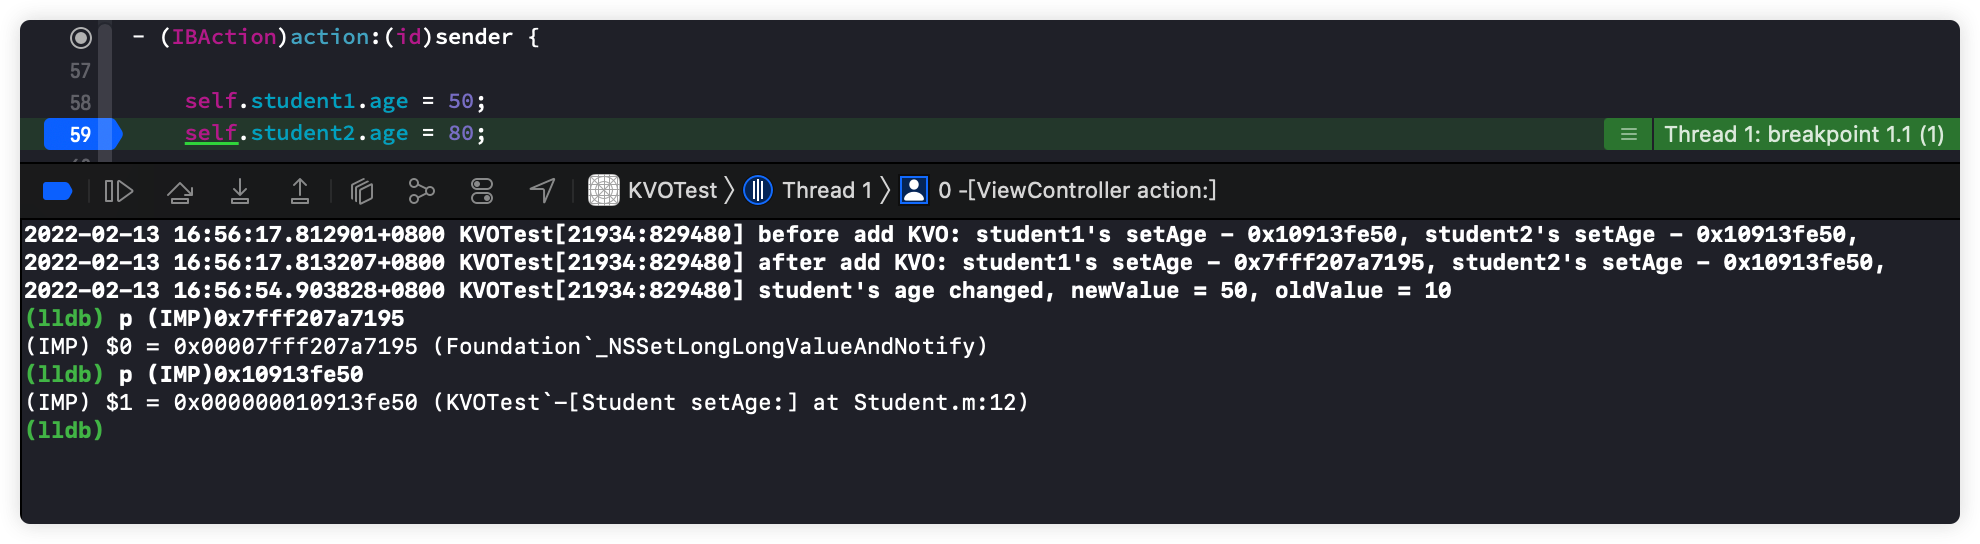 - (IBAction)action:(id)sender {
57
58 self.student1.age = 50;
59 self.student2.age = 80; Thread 1: breakpoint 1.1 (1)
KVOTest Thread 1 0 -[ViewController action:]
2022-02-13 16:56:17.812901+0800 KVOTest[21934:829480] before add KVO: student1's setAge - 0x10913fe50, student2's setAge - 0x10913fe50,
2022-02-13 16:56:17.813207+0800 KVOTest[21934:829480] after add KVO: student1's setAge - 0x7fff207a7195, student2's setAge - 0x10913fe50,
2022-02-13 16:56:54.903828+0800 KVOTest[21934:829480] student's age changed, newValue = 50, oldValue = 10
(lldb) p (IMP)0x7fff207a7195
(IMP) $0 = 0x00007fff207a7195 (Foundation`_NSSetLongLongValueAndNotify)
(lldb) p (IMP)0x10913fe50
(IMP) $1 = 0x000000010913fe50 (KVOTest`-[Student setAge:] at Student.m:12)
(lldb)